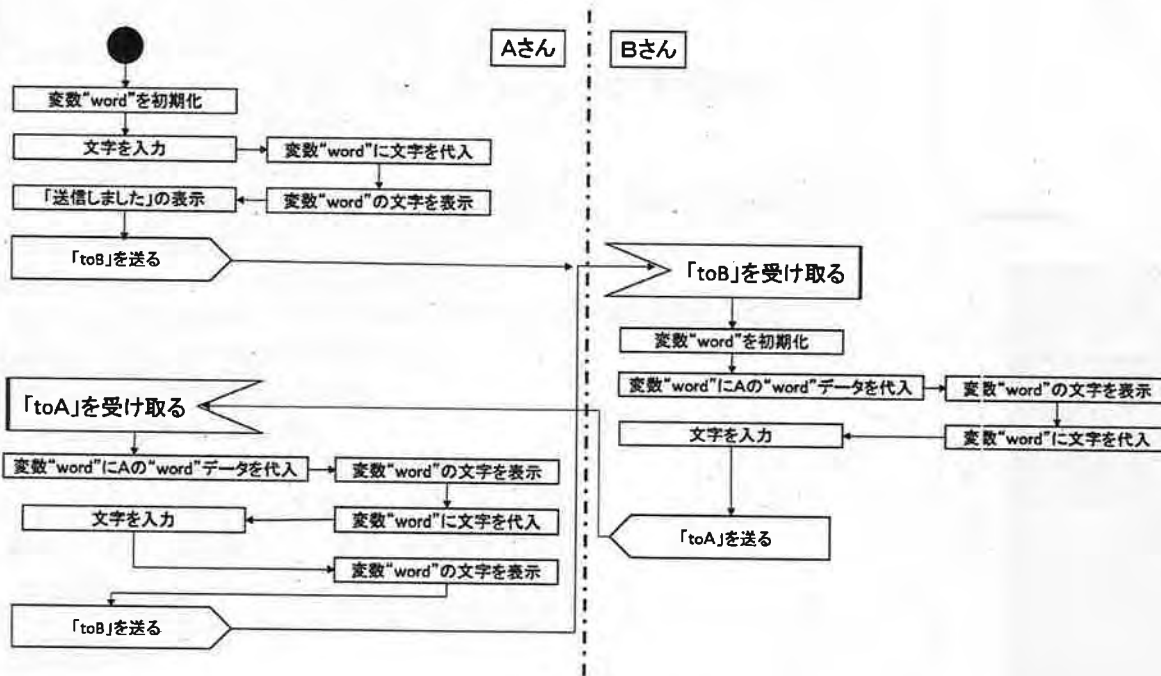 Aさん
Bさん
変数“word”を初期化
文字を入力
変数“word”に文字を代入
「送信しました」の表示
変数“word”の文字を表示
「toB」を送る
「toB」を受け取る
変数“word”を初期化
変数“word”にAの“word”データを代入
変数“word”の文字を表示
文字を入力
変数“word”に文字を代入
「toA」を送る
「toA」を受け取る
変数“word”にAの“word”データを代入
変数“word”の文字を表示
文字を入力
変数“word”に文字を代入
変数“word”の文字を表示
「toB」を送る